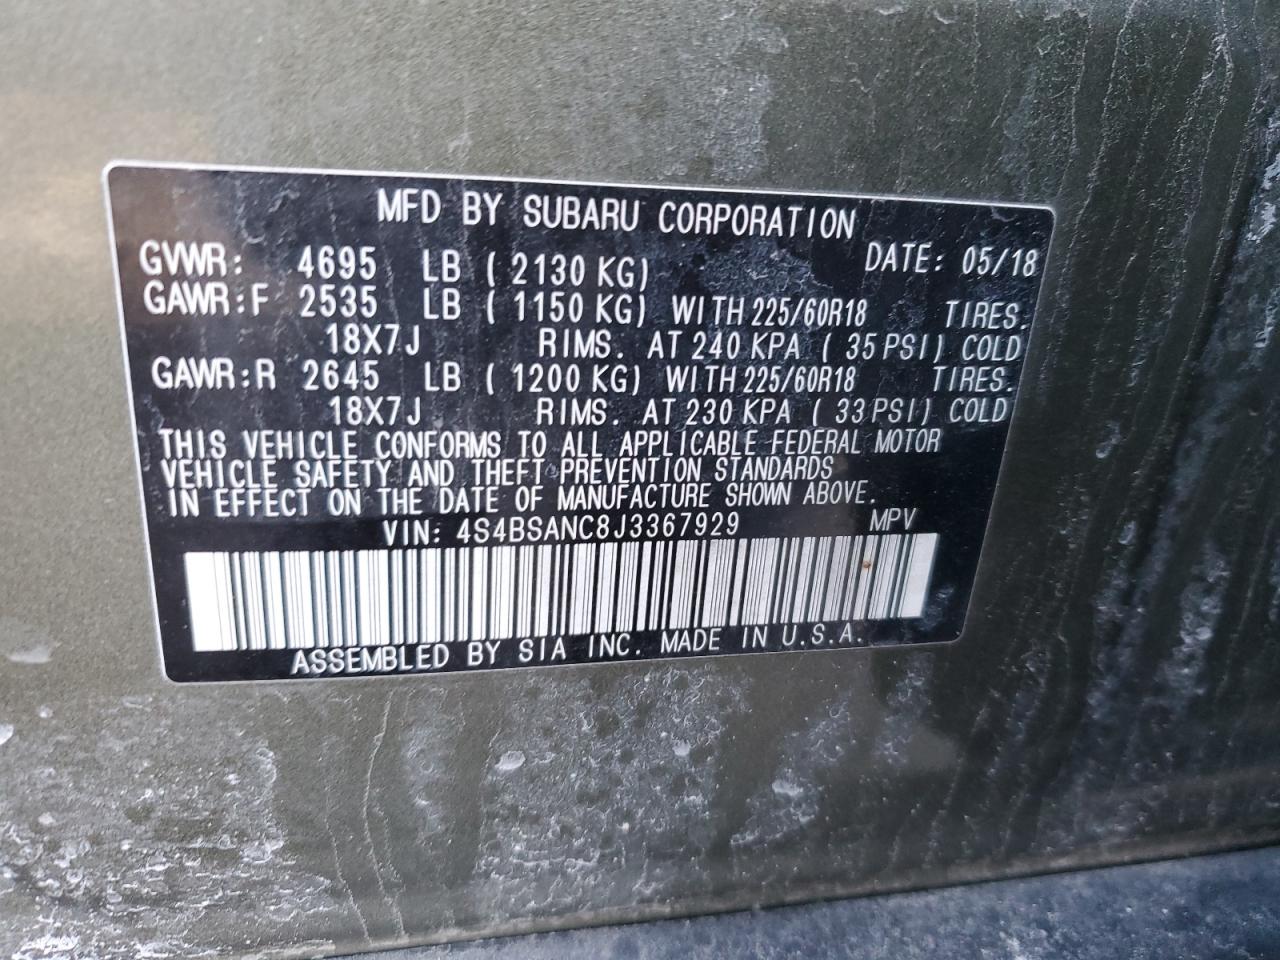 MFD BY SUBARU CORPORATION
GVWR: 4695 LB ( 2130 KG) DATE: 05/18
GAWR:F 2535 LB ( 1150 KG) WITH 225/60R18 TIRES.
18X7J RIMS. AT 240 KPA ( 35 PSI) COLD
GAWR:R 2645 LB ( 1200 KG) WITH 225/60R18 TIRES.
18X7J RIMS. AT 230 KPA ( 33 PSI) COLD
THIS VEHICLE CONFORMS TO ALL APPLICABLE FEDERAL MOTOR
VEHICLE SAFETY AND THEFT PREVENTION STANDARDS
IN EFFECT ON THE DATE OF MANUFACTURE SHOWN ABOVE.
VIN: 4S4BSANC8J3367929 MPV
ASSEMBLED BY SIA INC. MADE IN U.S.A.